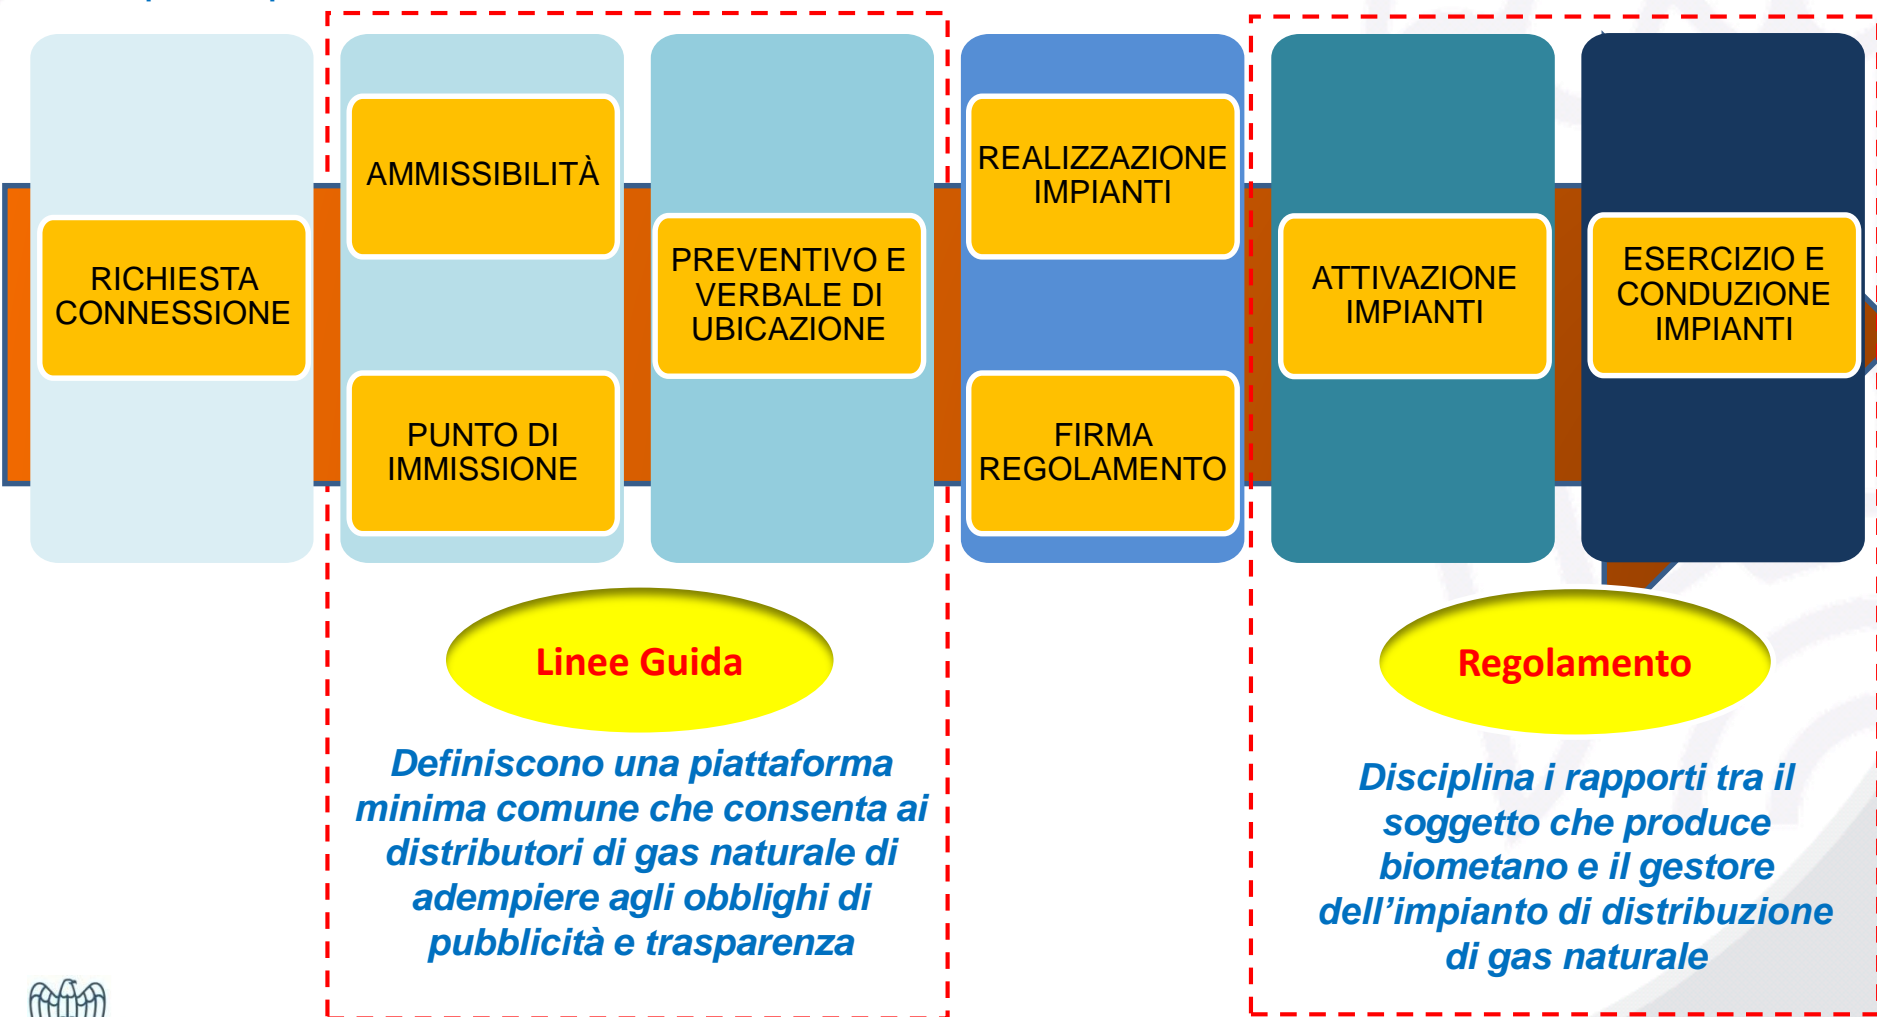 RICHIESTA
CONNESSIONE
AMMISSIBILITÀ
PUNTO DI
IMMISSIONE
PREVENTIVO E
VERBALE DI
UBICAZIONE
REALIZZAZIONE
IMPIANTI
FIRMA
REGOLAMENTO
ATTIVAZIONE
IMPIANTI
ESERCIZIO E
CONDUZIONE
IMPIANTI
Linee Guida
Definiscono una piattaforma
minima comune che consenta ai
distributori di gas naturale di
adempiere agli obblighi di
pubblicità e trasparenza
Regolamento
Disciplina i rapporti tra il
soggetto che produce
biometano e il gestore
dell’impianto di distribuzione
di gas naturale